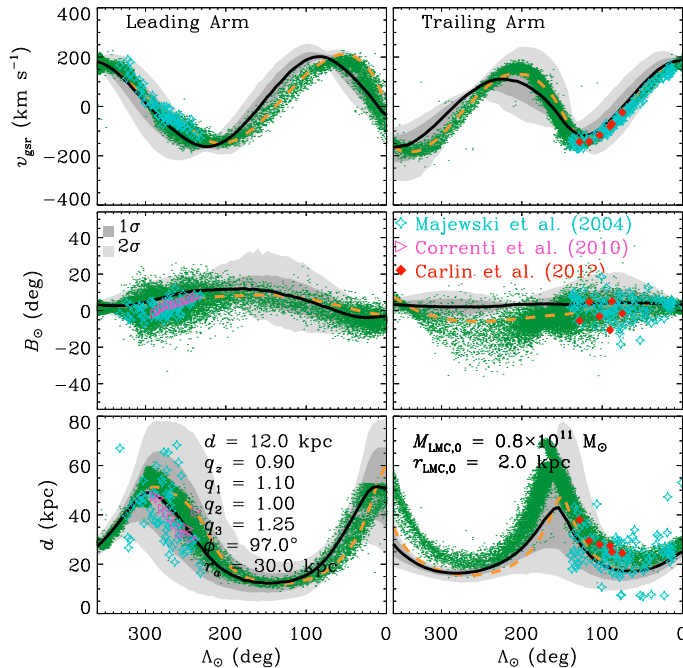 Leading Arm
Trailing Arm
400
200
0
-200
-400
v_gsr (km s⁻¹)
1σ
2σ
Majewski et al. (2004)
Correnti et al. (2010)
Carlin et al. (2012)
40
20
0
-20
-40
B⊙ (deg)
80
60
40
20
0
d (kpc)
d = 12.0 kpc
q_z = 0.90
q_1 = 1.10
q_2 = 1.00
q_3 = 1.25
ϕ = 97.0°
r_a = 30.0 kpc
M_LMC,0 = 0.8×10¹¹ M⊙
r_LMC,0 = 2.0 kpc
300 200 100 0
300 200 100 0
Λ⊙ (deg)
Λ⊙ (deg)